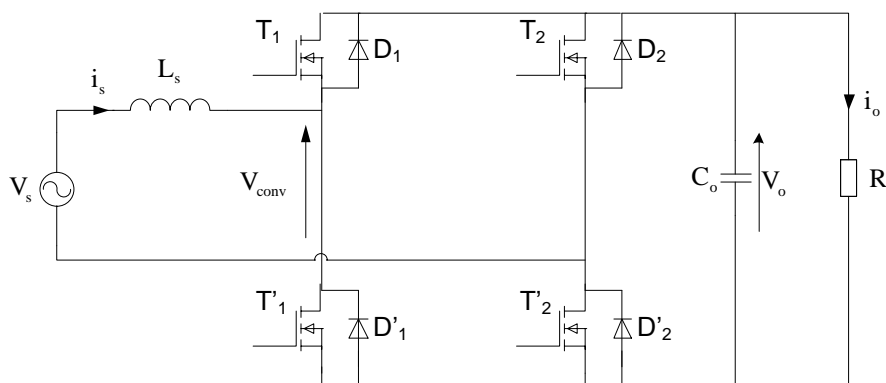 T1 D1 T2 D2
is Ls
Vs Vconv Co Vo io R
T'1 D'1 T'2 D'2